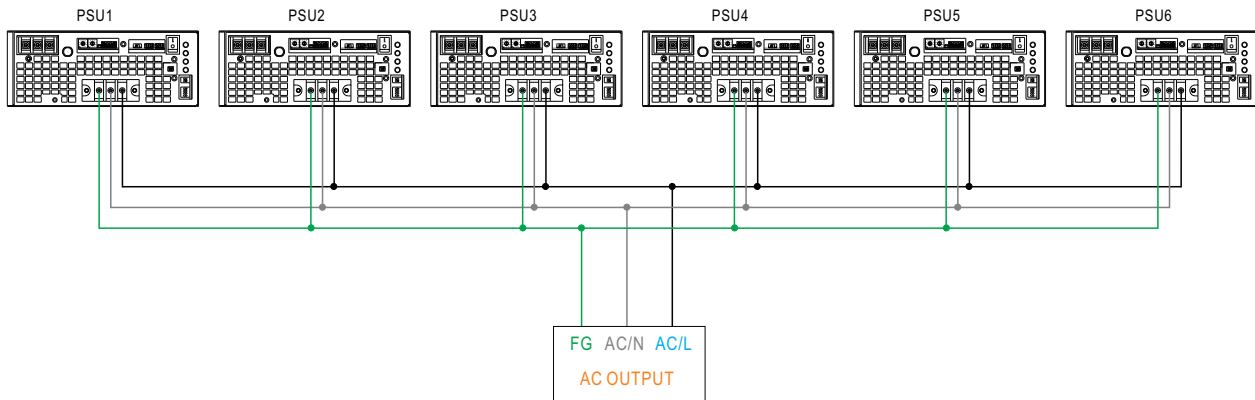 PSU1 PSU2 PSU3 PSU4 PSU5 PSU6
FG AC/N AC/L
AC OUTPUT